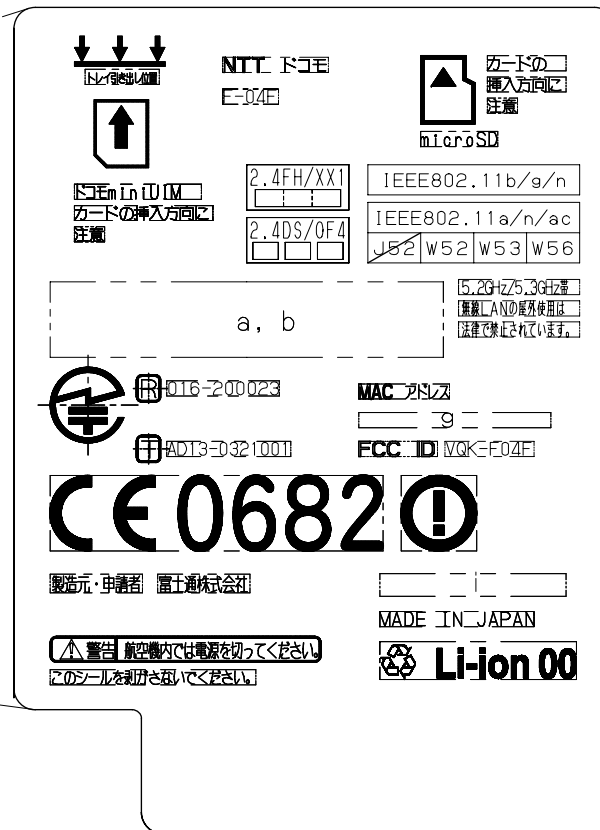 トレイ引き出し位置
NTT ドコモ
F-04F
カードの
挿入方向に
注意
microSD
ドコモminiUIM
カードの挿入方向に
注意
2.4FH/XX1
2.4DS/OF4
IEEE802.11b/g/n
IEEE802.11a/n/ac
J52 W52 W53 W56
5.2GHz/5.3GHz帯
無線LANの屋外使用は
法律で禁止されています。
a, b
R 016-200023
T AD13-0321001
MAC アドレス
g
FCC ID VQK-F04F
CE0682
製造元・申請者 富士通株式会社
i
MADE IN JAPAN
警告 航空機内では電源を切ってください。
このシールを剥がさないでください。
Li-ion 00